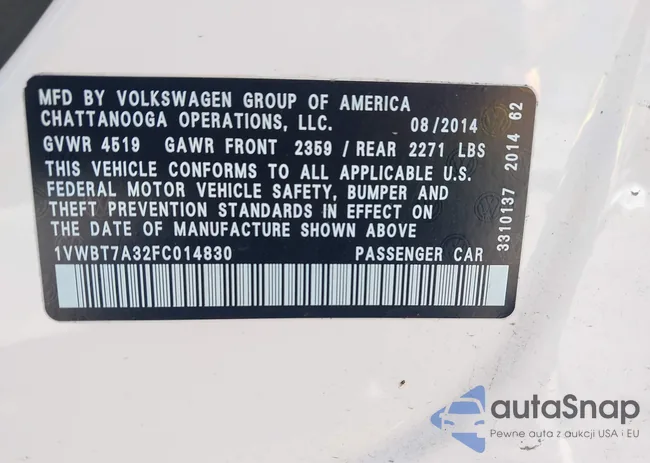 MFD BY VOLKSWAGEN GROUP OF AMERICA
CHATTANOOGA OPERATIONS, LLC. 08/2014
GVWR 4519 GAWR FRONT 2359 / REAR 2271 LBS
THIS VEHICLE CONFORMS TO ALL APPLICABLE U.S.
FEDERAL MOTOR VEHICLE SAFETY, BUMPER AND
THEFT PREVENTION STANDARDS IN EFFECT ON
THE DATE OF MANUFACTURE SHOWN ABOVE
1VWBT7A32FC014830 PASSENGER CAR
3310137 2014 62
autaSnap
Pewne auta z aukcji USA i EU